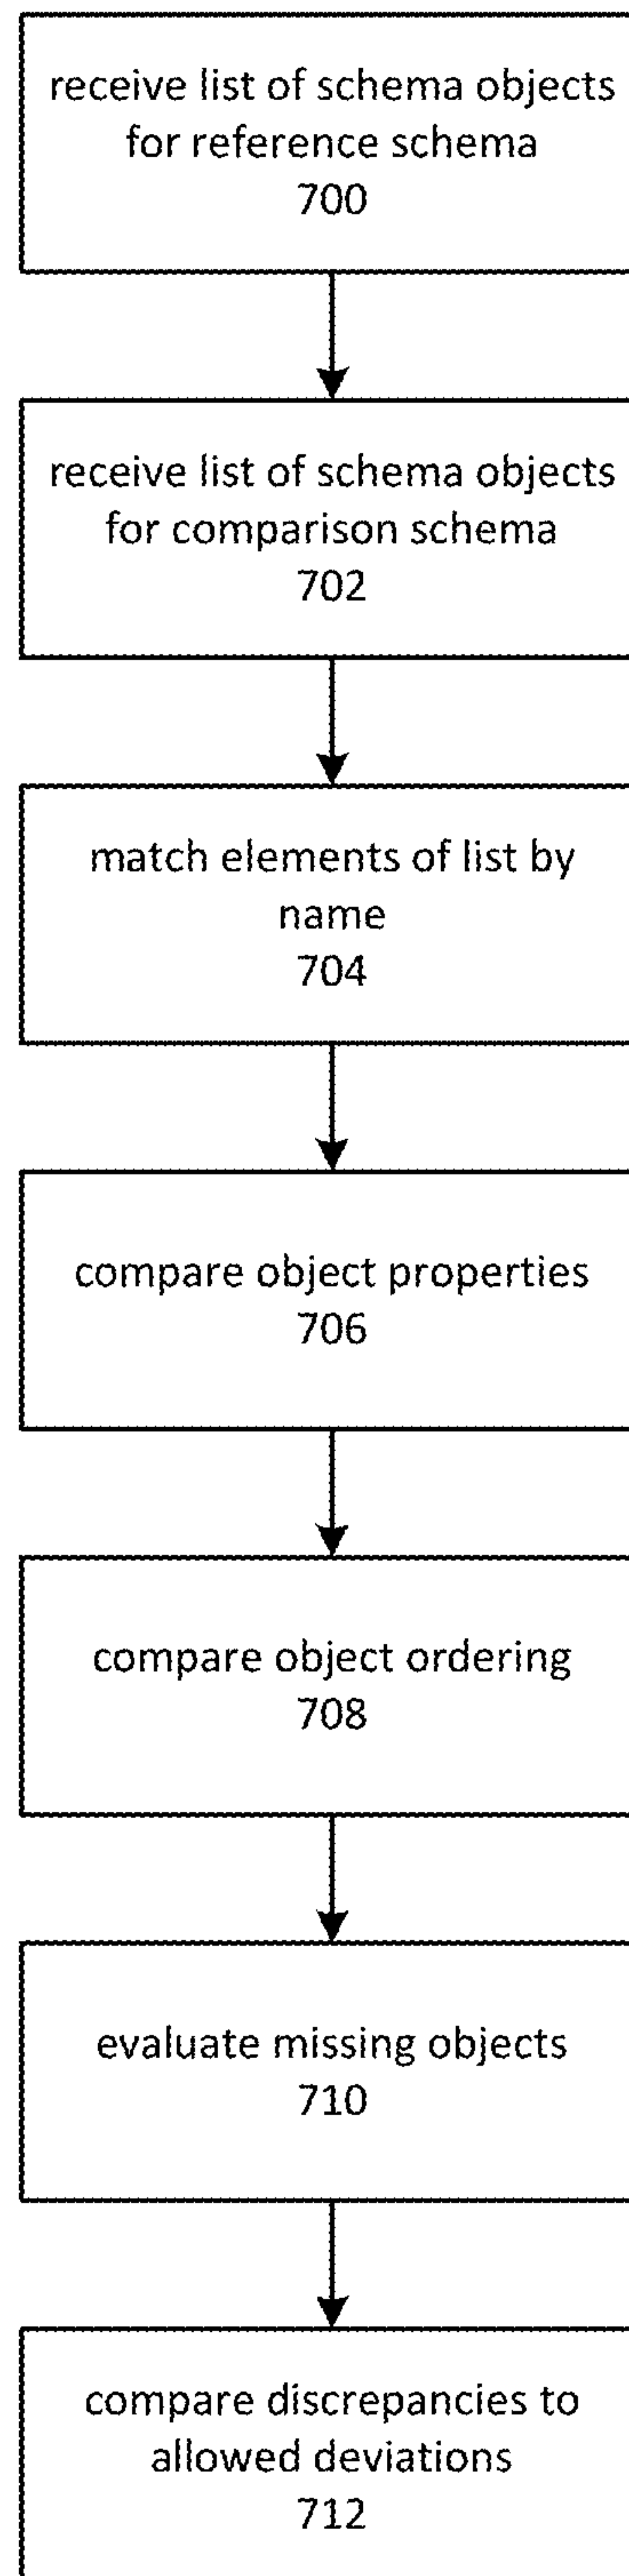 receive list of schema objects
for reference schema
700
receive list of schema objects
for comparison schema
702
match elements of list by
name
704
compare object properties
706
compare object ordering
708
evaluate missing objects
710
compare discrepancies to
allowed deviations
712